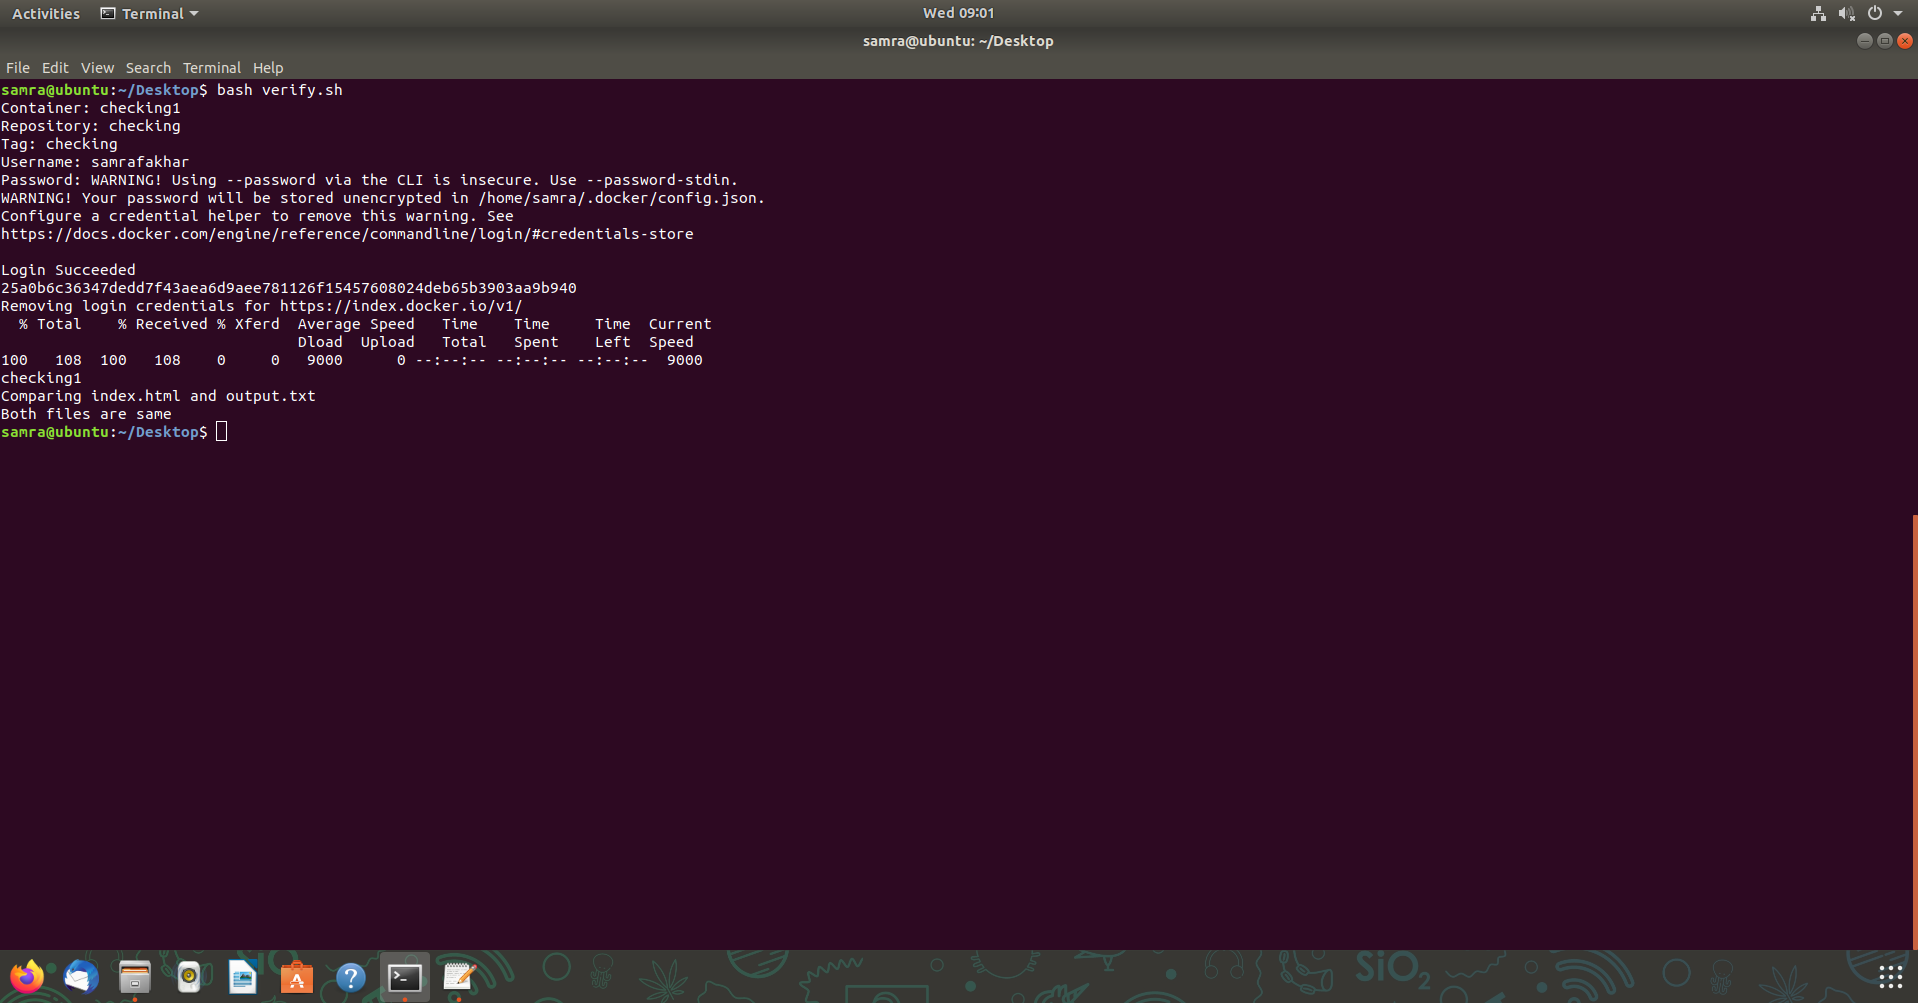 Activities Terminal Wed 09:01
samra@ubuntu: ~/Desktop
File Edit View Search Terminal Help
samra@ubuntu:~/Desktop$ bash verify.sh
Container: checking1
Repository: checking
Tag: checking
Username: samrafakhar
Password: WARNING! Using --password via the CLI is insecure. Use --password-stdin.
WARNING! Your password will be stored unencrypted in /home/samra/.docker/config.json.
Configure a credential helper to remove this warning. See
https://docs.docker.com/engine/reference/commandline/login/#credentials-store
Login Succeeded
25a0b6c36347dedd7f43aea6d9aee781126f15457608024deb65b3903aa9b940
Removing login credentials for https://index.docker.io/v1/
  % Total    % Received % Xferd  Average Speed   Time    Time     Time  Current
                                 Dload  Upload   Total   Spent    Left  Speed
100   108  100   108    0     0   9000      0 --:--:-- --:--:-- --:--:--  9000
checking1
Comparing index.html and output.txt
Both files are same
samra@ubuntu:~/Desktop$
SiO2